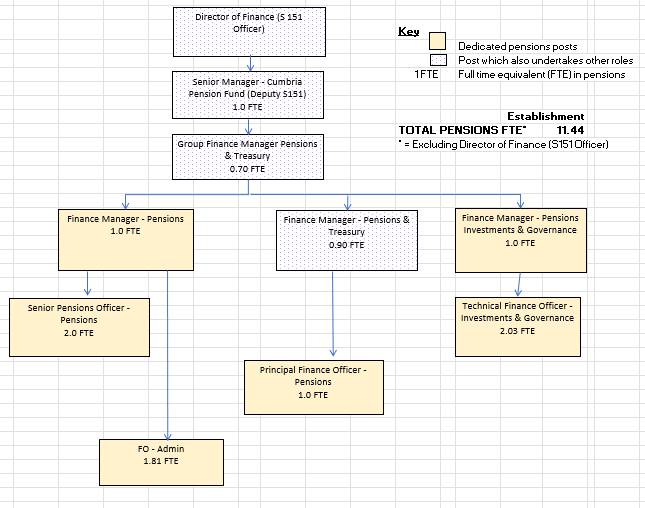 Director of Finance (S 151
Officer)
Key
Dedicated pensions posts
Post which also undertakes other roles
1FTE Full time equivalent (FTE) in pensions
Senior Manager - Cumbria
Pension Fund (Deputy S151)
1.0 FTE
Establishment
TOTAL PENSIONS FTE* 11.44
* = Excluding Director of Finance (S151 Officer)
Group Finance Manager Pensions
& Treasury
0.70 FTE
Finance Manager - Pensions
1.0 FTE
Finance Manager - Pensions &
Treasury
0.90 FTE
Finance Manager - Pensions
Investments & Governance
1.0 FTE
Senior Pensions Officer -
Pensions
2.0 FTE
Technical Finance Officer -
Investments & Governance
2.03 FTE
Principal Finance Officer -
Pensions
1.0 FTE
FO - Admin
1.81 FTE